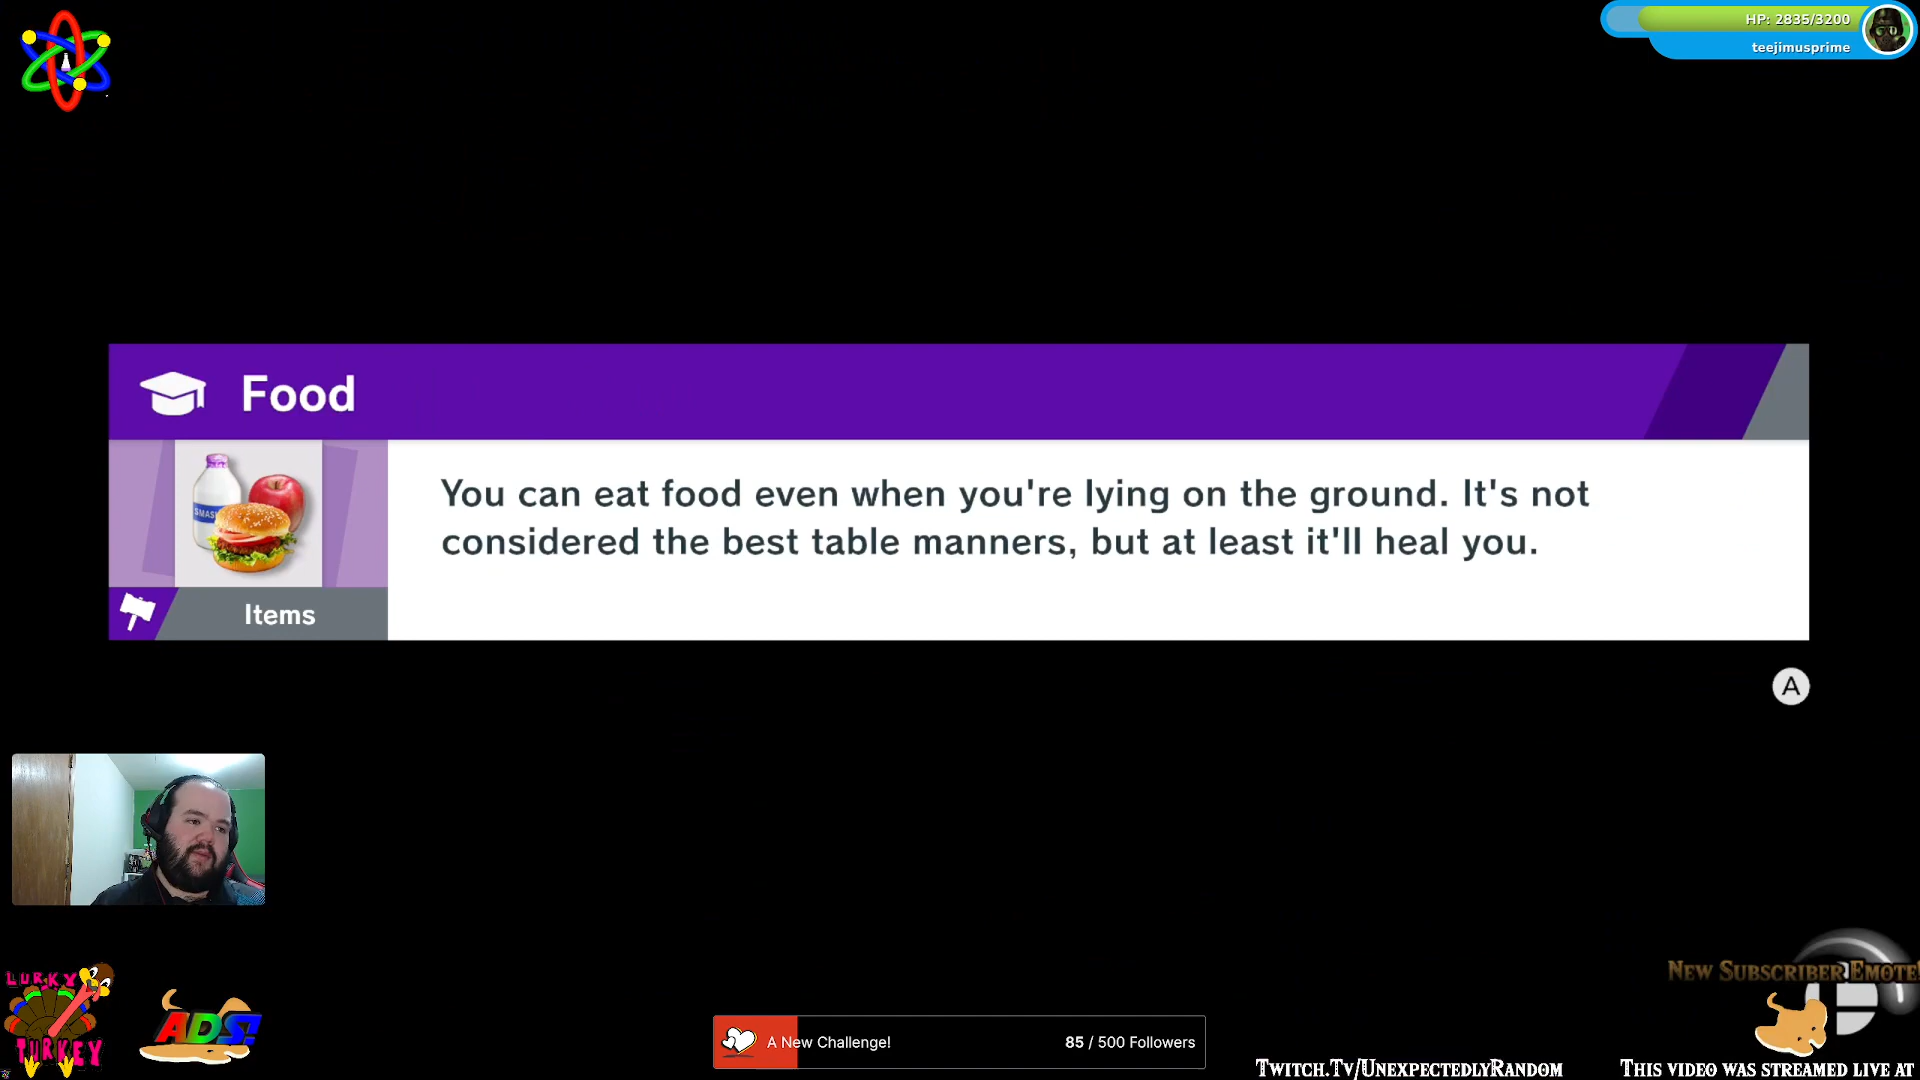 HP: 2835/3200
teejimusprime
Food
SMASH
You can eat food even when you're lying on the ground. It's not
considered the best table manners, but at least it'll heal you.
Items
A
LURKY
TURKEY
ADS!
A New Challenge!
85 / 500 Followers
New Subscriber Emote!
Twitch.Tv/UnexpectedlyRandom
This video was streamed live at